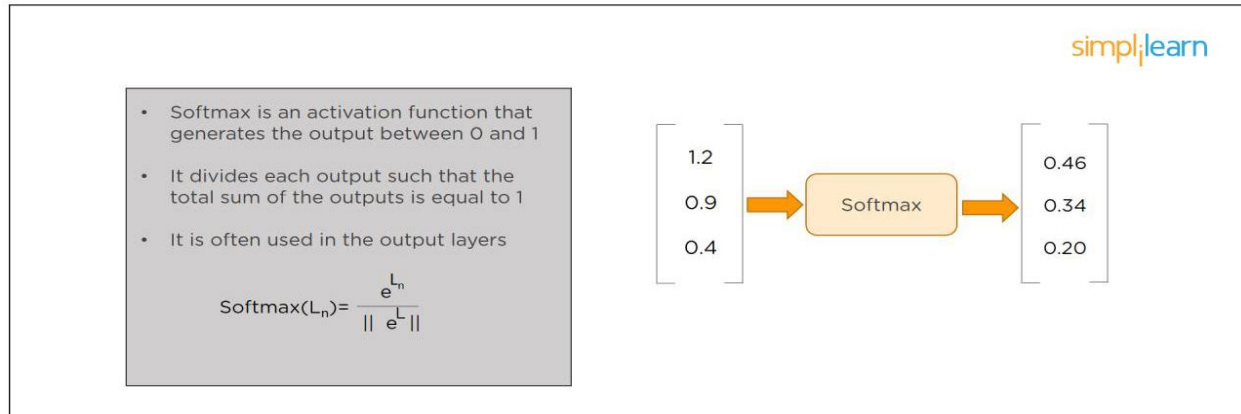 simplilearn
• Softmax is an activation function that
generates the output between 0 and 1
• It divides each output such that the
total sum of the outputs is equal to 1
• It is often used in the output layers
Softmax(Lₙ)= e^Lₙ / || e^L ||
1.2
0.9
0.4
Softmax
0.46
0.34
0.20